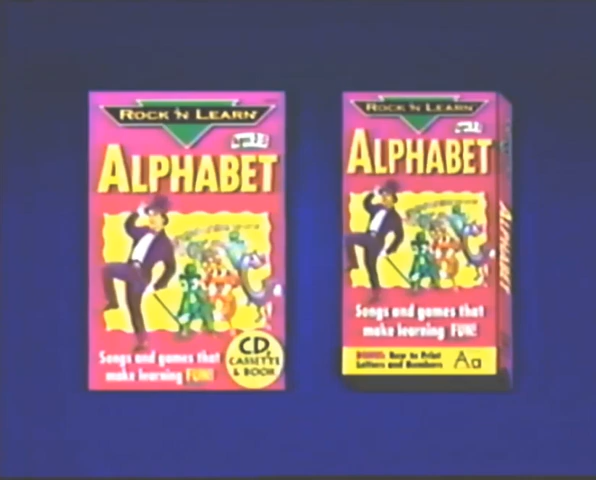 ROCK 'N LEARN
ALPHABET
Songs and games that
make learning FUN!
CD,
CASSETTE
& BOOK
ROCK 'N LEARN
ALPHABET
Songs and games that
make learning FUN!
BONUS: How to Print
Letters and Numbers
Aa
ALPHABET